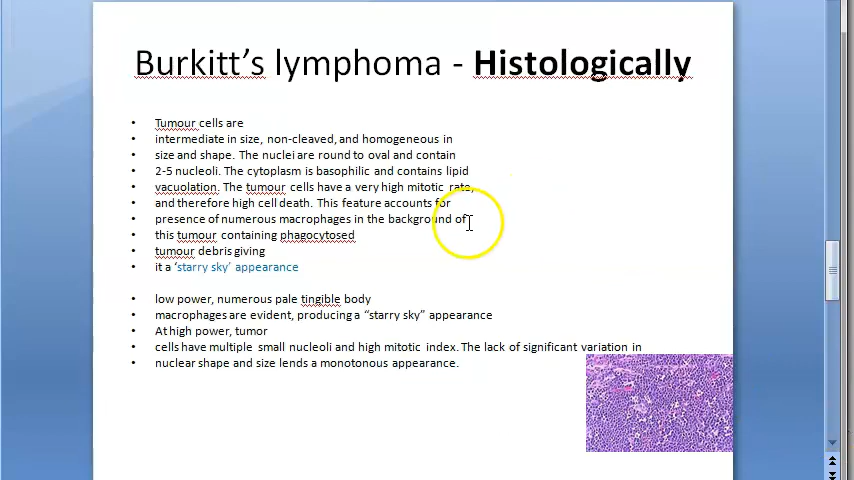 Burkitt’s lymphoma - Histologically
• Tumour cells are
• intermediate in size, non-cleaved, and homogeneous in
• size and shape. The nuclei are round to oval and contain
• 2-5 nucleoli. The cytoplasm is basophilic and contains lipid
• vacuolation. The tumour cells have a very high mitotic rate,
• and therefore high cell death. This feature accounts for
• presence of numerous macrophages in the background of
• this tumour containing phagocytosed
• tumour debris giving
• it a ‘starry sky’ appearance
• low power, numerous pale tingible body
• macrophages are evident, producing a “starry sky” appearance
• At high power, tumor
• cells have multiple small nucleoli and high mitotic index. The lack of significant variation in
• nuclear shape and size lends a monotonous appearance.